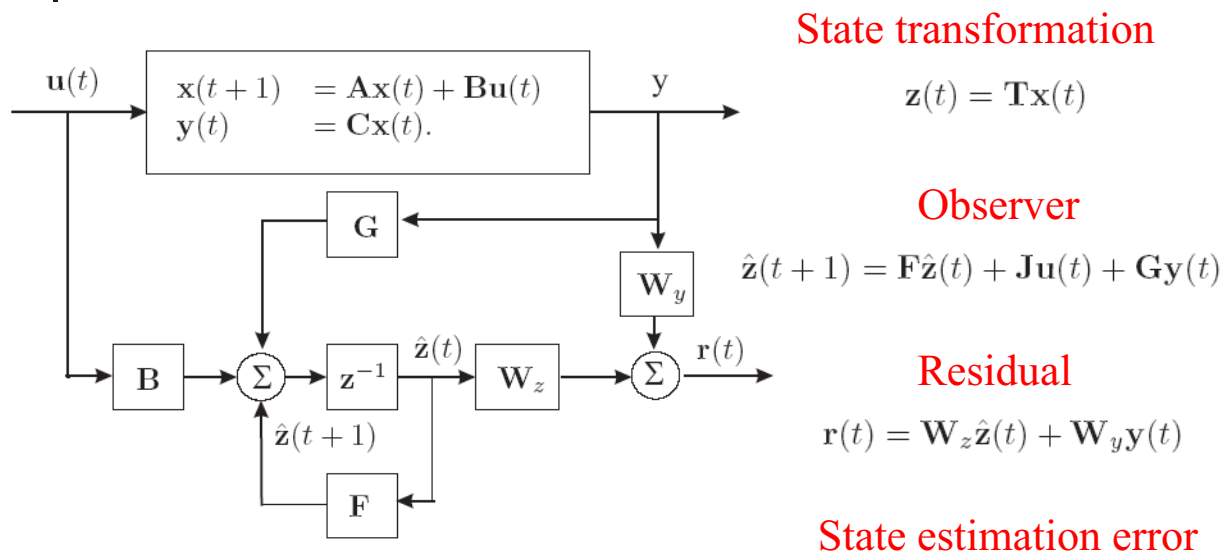 State transformation
u(t)
x(t + 1) = Ax(t) + Bu(t)
y
z(t) = Tx(t)
y(t) = Cx(t).
Observer
G
ẑ(t + 1) = Fẑ(t) + Ju(t) + Gy(t)
W_y
ẑ(t)
r(t)
B
Σ
z⁻¹
W_z
Σ
Residual
ẑ(t + 1)
r(t) = W_zẑ(t) + W_yy(t)
F
State estimation error